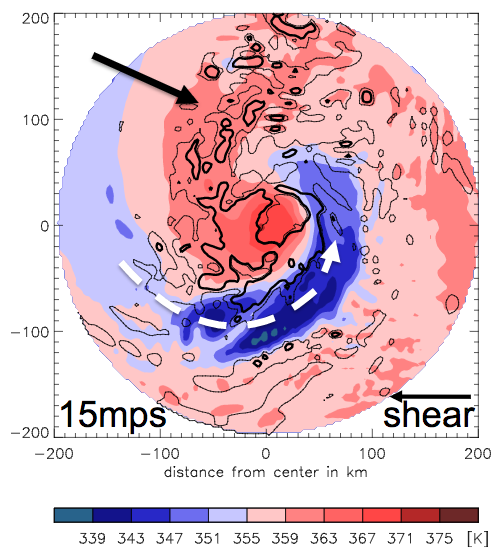 200
100
0
-100
-200
15mps
shear
-200 -100 0 100 200
distance from center in km
339 343 347 351 355 359 363 367 371 375 [K]